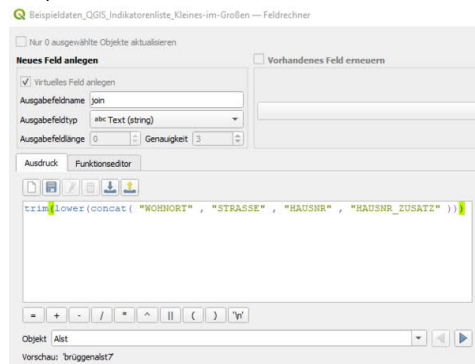 Beispieldaten_QGIS_Indikatorenliste_Kleines-im-Großen — Feldrechner
Nur 0 ausgewählte Objekte aktualisieren
Neues Feld anlegen
Vorhandenes Feld erneuern
Virtuelles Feld anlegen
Ausgabefeldname join
Ausgabefeldtyp abc Text (string)
Ausgabefeldlänge 0 Genauigkeit 3
Ausdruck Funktionseditor
trim(lower(concat( "WOHNORT" , "STRASSE" , "HAUSNR" , "HAUSNR_ZUSATZ" )))
= + - / * ^ || ( ) '\n'
Objekt Alst
Vorschau: 'brüggenalst7'